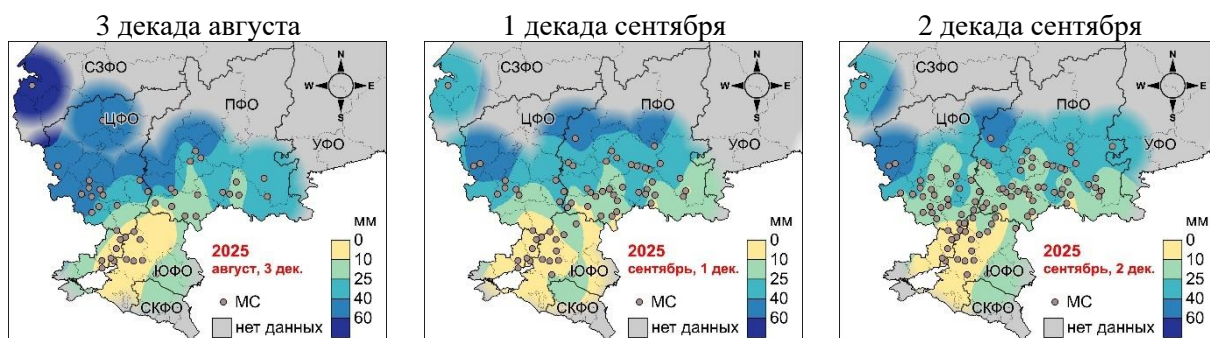 3 декада августа
СЗФО
N
W E
S
ЦФО
ПФО
УФО
2025
август, 3 дек.
ЮФО
СКФО
МС
нет данных
мм
0
10
25
40
60
1 декада сентября
СЗФО
N
W E
S
ЦФО
ПФО
УФО
2025
сентябрь, 1 дек.
ЮФО
СКФО
МС
нет данных
мм
0
10
25
40
60
2 декада сентября
СЗФО
N
W E
S
ЦФО
ПФО
УФО
2025
сентябрь, 2 дек.
ЮФО
СКФО
МС
нет данных
мм
0
10
25
40
60